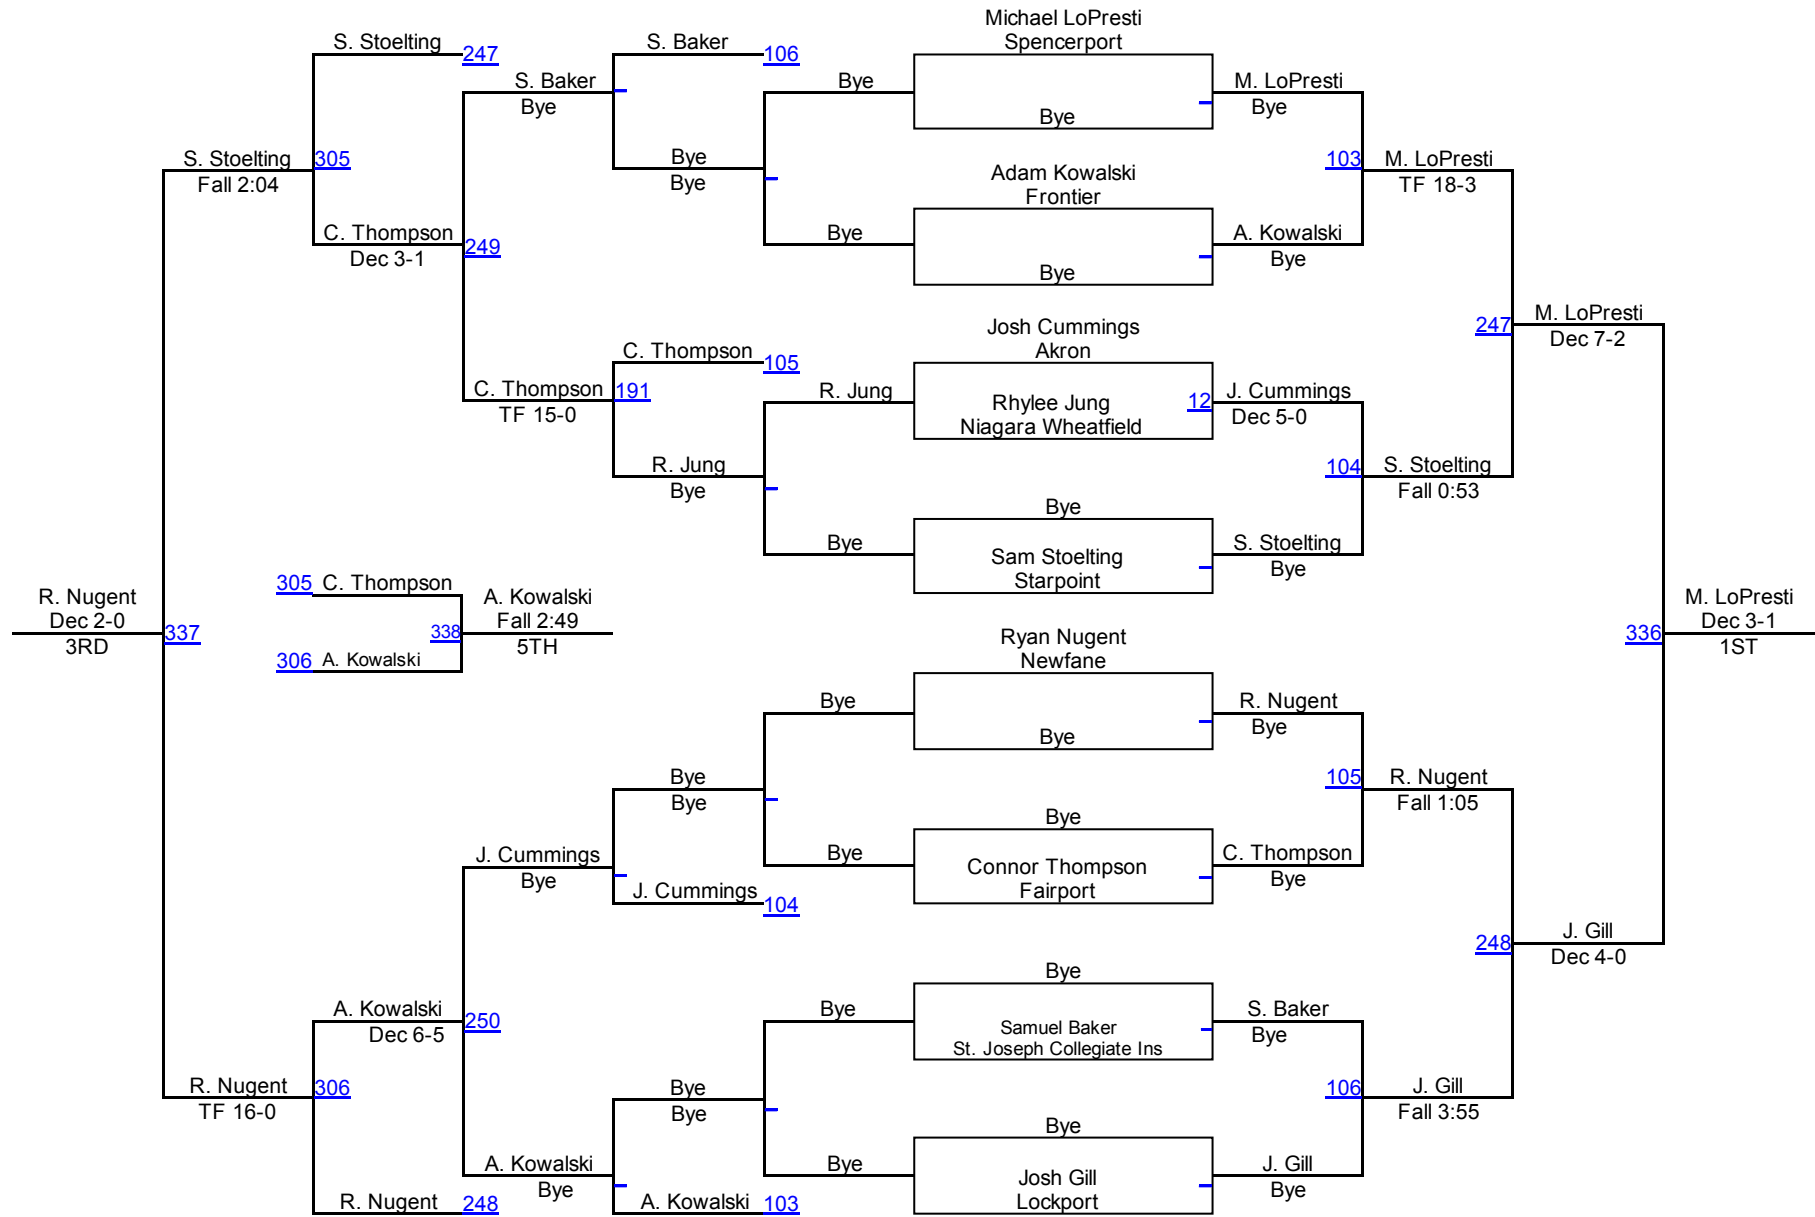 Michael LoPresti
Spencerport
S. Stoelting 247
S. Baker 106
S. Baker
Bye
Bye
M. LoPresti
Bye
Bye
S. Stoelting 305
Fall 2:04
Bye
Bye
103 M. LoPresti
TF 18-3
Adam Kowalski
Frontier
C. Thompson 249
Dec 3-1
Bye
A. Kowalski
Bye
Bye
247 M. LoPresti
Dec 7-2
Josh Cummings
Akron
C. Thompson 105
C. Thompson 191
TF 15-0
R. Jung
Rhylee Jung
Niagara Wheatfield
12 J. Cummings
Dec 5-0
R. Jung
Bye
104 S. Stoelting
Fall 0:53
Bye
Bye
Sam Stoelting
Starpoint
S. Stoelting
Bye
305 C. Thompson
R. Nugent
Dec 2-0
3RD
337
338
A. Kowalski
Fall 2:49
5TH
306 A. Kowalski
336
M. LoPresti
Dec 3-1
1ST
Ryan Nugent
Newfane
Bye
R. Nugent
Bye
Bye
Bye
Bye
105 R. Nugent
Fall 1:05
Bye
J. Cummings
Bye
Bye
Connor Thompson
Fairport
C. Thompson
Bye
J. Cummings 104
248 J. Gill
Dec 4-0
Bye
A. Kowalski 250
Dec 6-5
Bye
Samuel Baker
St. Joseph Collegiate Ins
S. Baker
Bye
R. Nugent 306
TF 16-0
Bye
Bye
106 J. Gill
Fall 3:55
Bye
A. Kowalski
Bye
Bye
Josh Gill
Lockport
J. Gill
Bye
R. Nugent 248
A. Kowalski 103